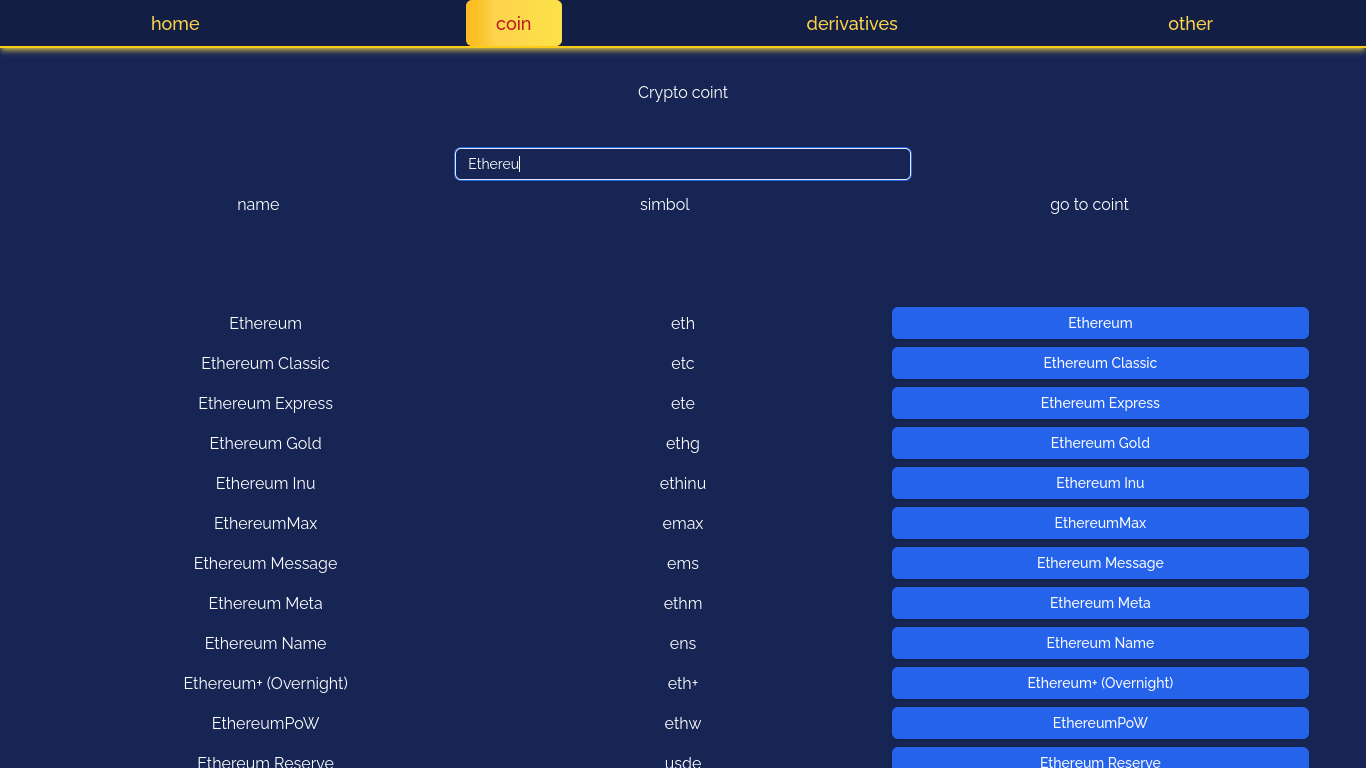 home coin derivatives other
Crypto coint
Ethereu
name simbol go to coint
Ethereum eth Ethereum
Ethereum Classic etc Ethereum Classic
Ethereum Express ete Ethereum Express
Ethereum Gold ethg Ethereum Gold
Ethereum Inu ethinu Ethereum Inu
EthereumMax emax EthereumMax
Ethereum Message ems Ethereum Message
Ethereum Meta ethm Ethereum Meta
Ethereum Name ens Ethereum Name
Ethereum+ (Overnight) eth+ Ethereum+ (Overnight)
EthereumPoW ethw EthereumPoW
Ethereum Reserve usde Ethereum Reserve